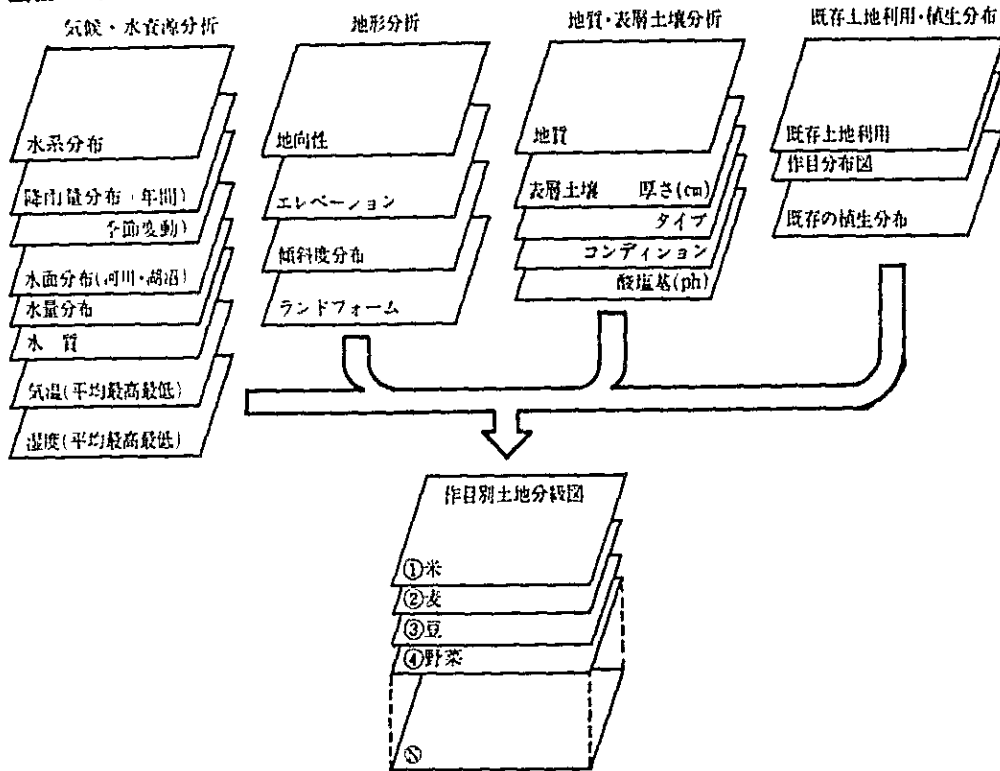 気候・水資源分析
水系分布
降雨量分布(年間)
季節変動)
水面分布(河川・湖沼)
水量分布
水 質
気温(平均最高最低)
湿度(平均最高最低)
地形分析
地向性
エレベーション
傾斜度分布
ランドフォーム
地質・表層土壌分析
地質
表層土壌 厚さ(cm)
タイプ
コンディション
酸塩基(ph)
既存土地利用・植生分布
既存土地利用
作目分布図
既存の植生分布
作目別土地分級図
①米
②麦
③豆
④野菜
Ⓝ